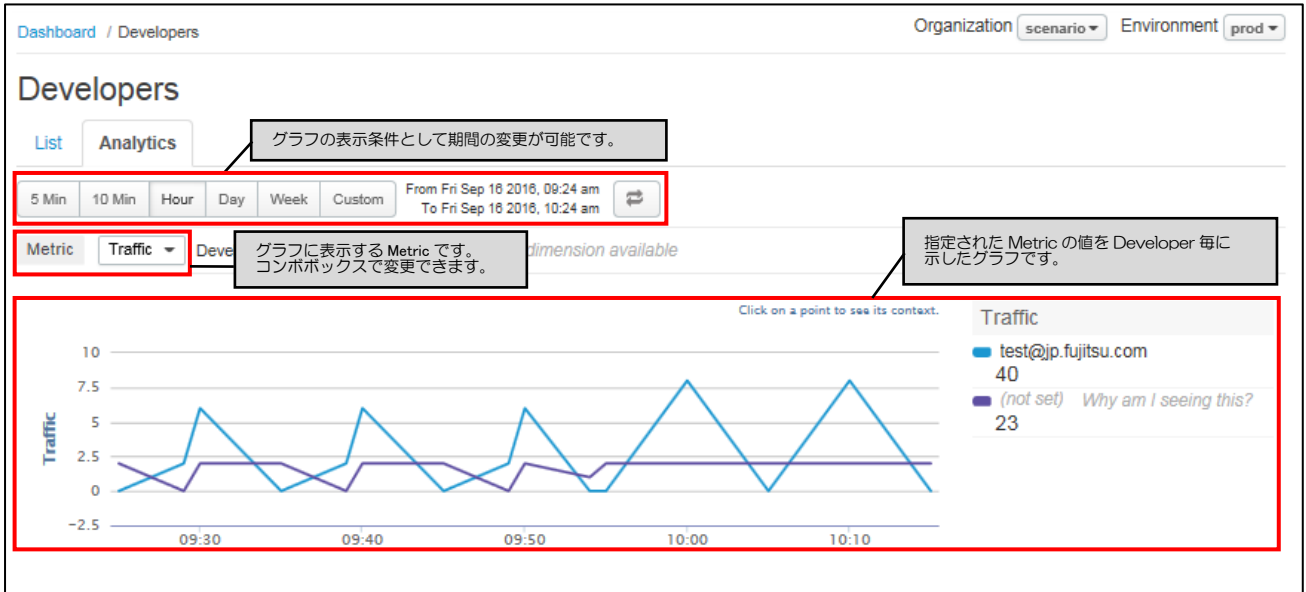 Dashboard / Developers
Organization scenario Environment prod
Developers
List Analytics
グラフの表示条件として期間の変更が可能です。
5 Min 10 Min Hour Day Week Custom
From Fri Sep 16 2016, 09:24 am
To Fri Sep 16 2016, 10:24 am
Metric Traffic
グラフに表示する Metric です。
コンボボックスで変更できます。
dimension available
指定された Metric の値を Developer 毎に
示したグラフです。
Click on a point to see its context.
Traffic
10
7.5
5
2.5
0
-2.5
09:30 09:40 09:50 10:00 10:10
Traffic
test@jp.fujitsu.com
40
(not set) Why am I seeing this?
23